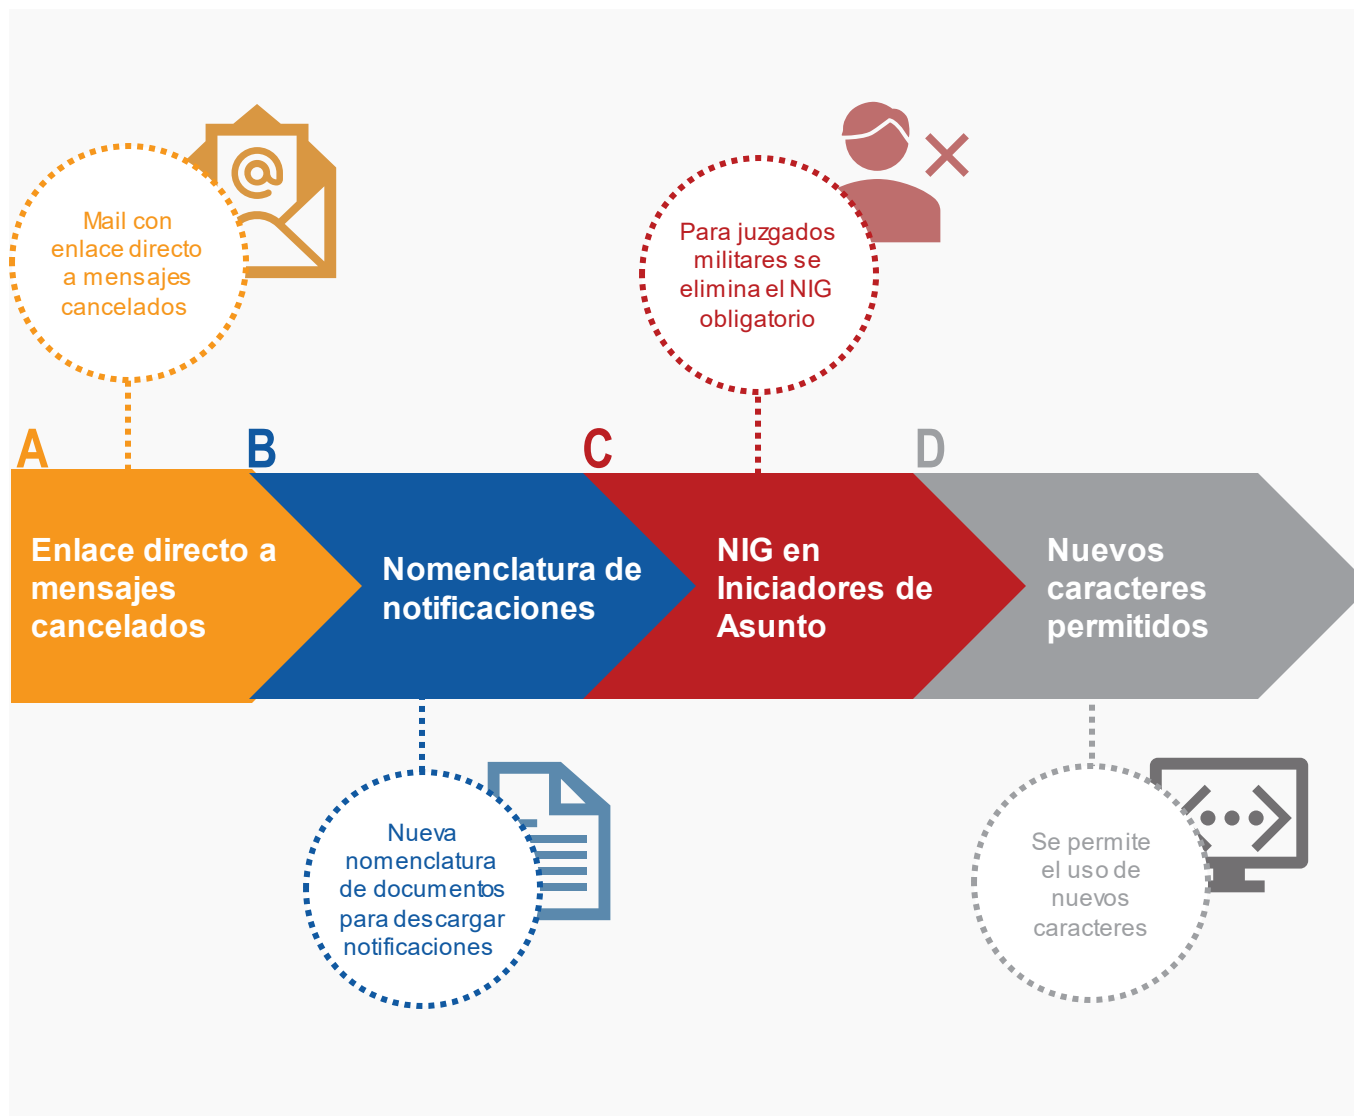 Mail con
enlace directo
a mensajes
cancelados
@
Para juzgados
militares se
elimina el NIG
obligatorio
A
B
C
D
Enlace directo a
mensajes
cancelados
Nomenclatura de
notificaciones
NIG en
Iniciadores de
Asunto
Nuevos
caracteres
permitidos
Nueva
nomenclatura
de documentos
para descargar
notificaciones
Se permite
el uso de
nuevos
caracteres